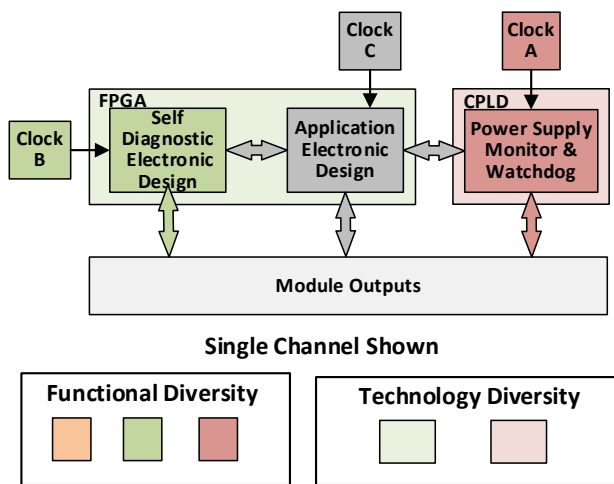 Clock
C
Clock
A
FPGA
CPLD
Clock
B
Self
Diagnostic
Electronic
Design
Application
Electronic
Design
Power Supply
Monitor &
Watchdog
Module Outputs
Single Channel Shown
Functional Diversity
Technology Diversity